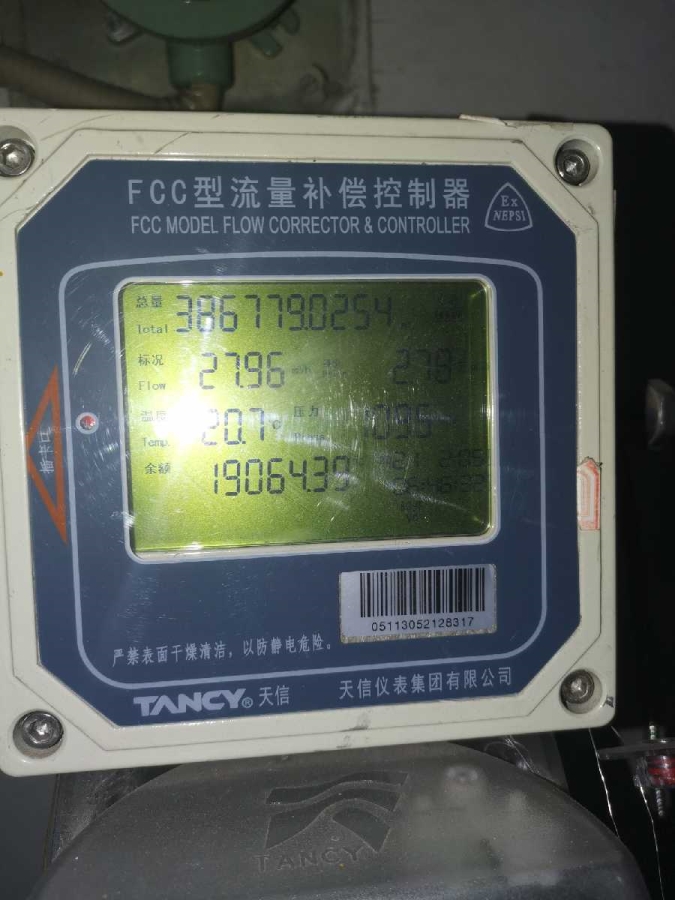 FCC型流量补偿控制器
FCC MODEL FLOW CORRECTOR & CONTROLLER
Ex
NEPSI
总量
Total 386779.0254
标况
Flow 27.96
温度
Temp. 20.7 ℃ 压力
余额 19064.39
05113052128317
严禁表面干燥清洁，以防静电危险。
TANCY® 天信 天信仪表集团有限公司
TANCY